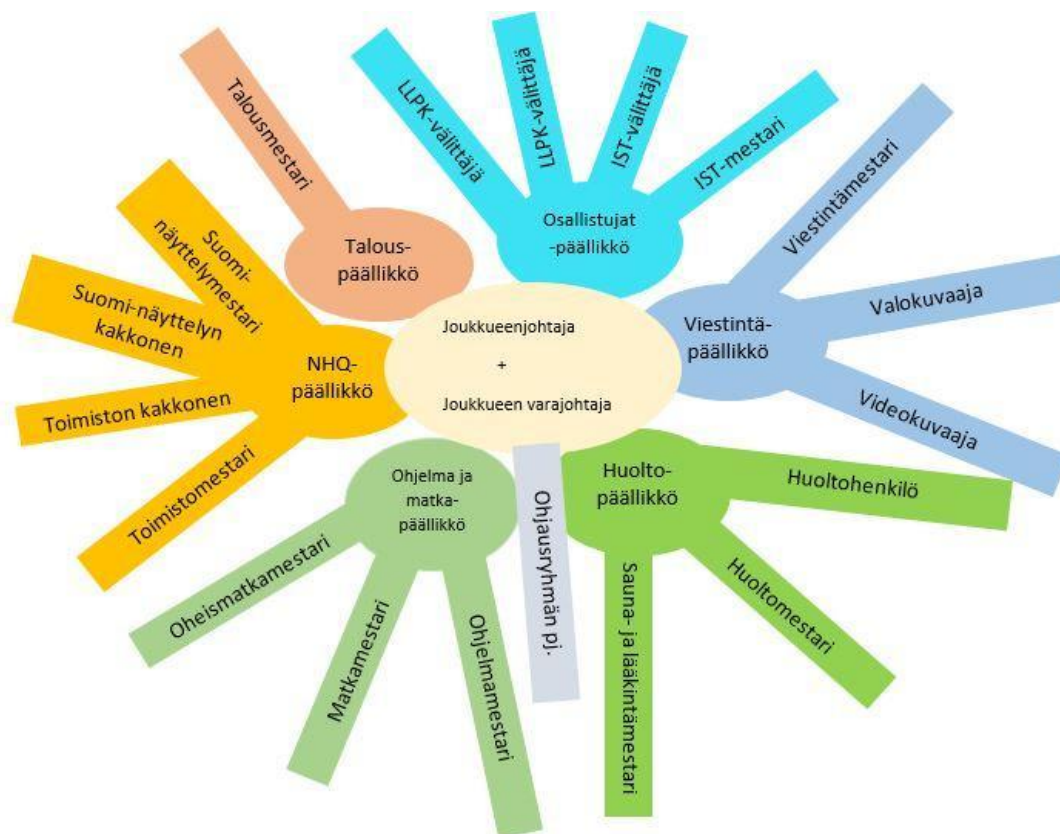 Talousmestari
Talous-
päällikkö
LLPK-välittäjä
LLPK-välittäjä
IST-välittäjä
IST-mestari
Osallistujat
-päällikkö
Viestintämestari
Valokuvaaja
Videokuvaaja
Viestintä-
päällikkö
Suomi-
näyttelymestari
Suomi-näyttelyn
kakkonen
Toimiston kakkonen
Toimistomestari
NHQ-
päällikkö
Joukkueenjohtaja
+
Joukkueen varajohtaja
Ohjelma ja
matka-
päällikkö
Oheismatkamestari
Matkamestari
Ohjelmamestari
Ohjausryhmän pj.
Huolto-
päällikkö
Huoltohenkilö
Huoltomestari
Sauna- ja lääkintämestari